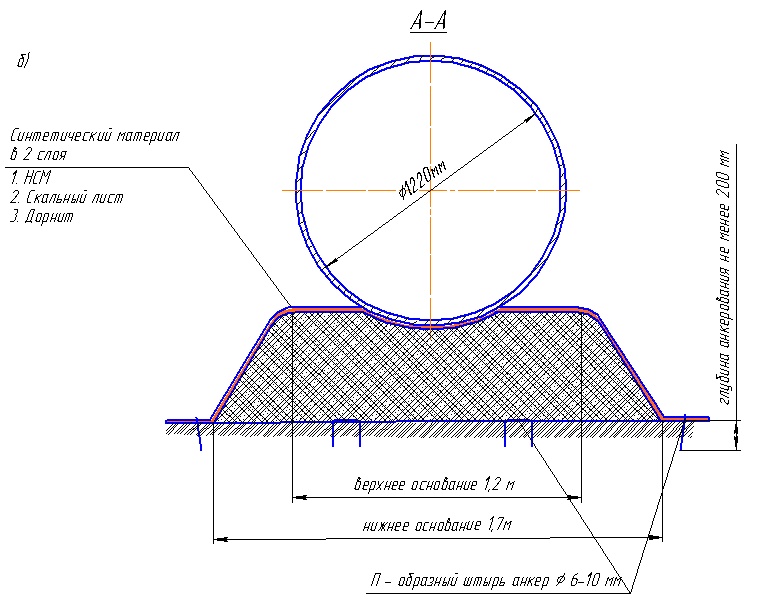 А-А
б)
Синтетический материал
в 2 слоя
1. НСМ
2. Скальный лист
3. Дорнит
ϕ1220мм
глубина анкерования не менее 200 мм
верхнее основание 1,2 м
нижнее основание 1,7м
П - образный штырь анкер ϕ 6-10 мм